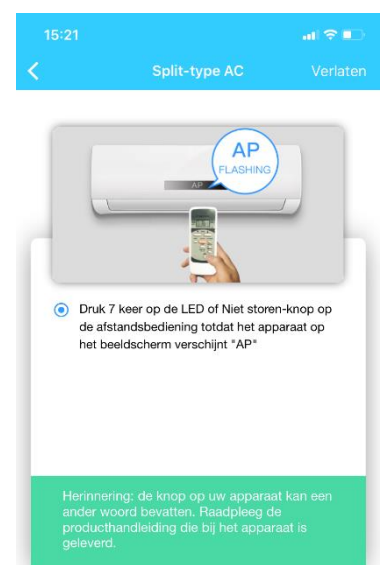 15:21
Split-type AC
Verlaten
AP
FLASHING
AP
Druk 7 keer op de LED of Niet storen-knop op
de afstandsbediening totdat het apparaat op
het beeldscherm verschijnt "AP"
Herinnering: de knop op uw apparaat kan een
ander woord bevatten. Raadpleeg de
producthandleiding die bij het apparaat is
geleverd.